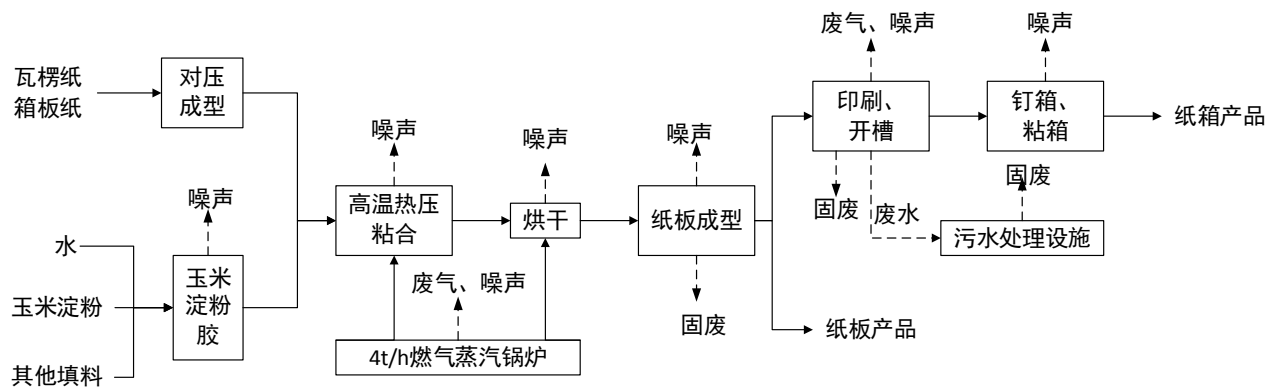 废气、噪声
噪声
瓦楞纸
箱板纸
对压
成型
印刷、
开槽
钉箱、
粘箱
纸箱产品
噪声
噪声
噪声
噪声
高温热压
粘合
烘干
纸板成型
固废
废水
固废
污水处理设施
水
玉米淀粉
其他填料
玉米
淀粉
胶
废气、噪声
固废
纸板产品
4t/h燃气蒸汽锅炉